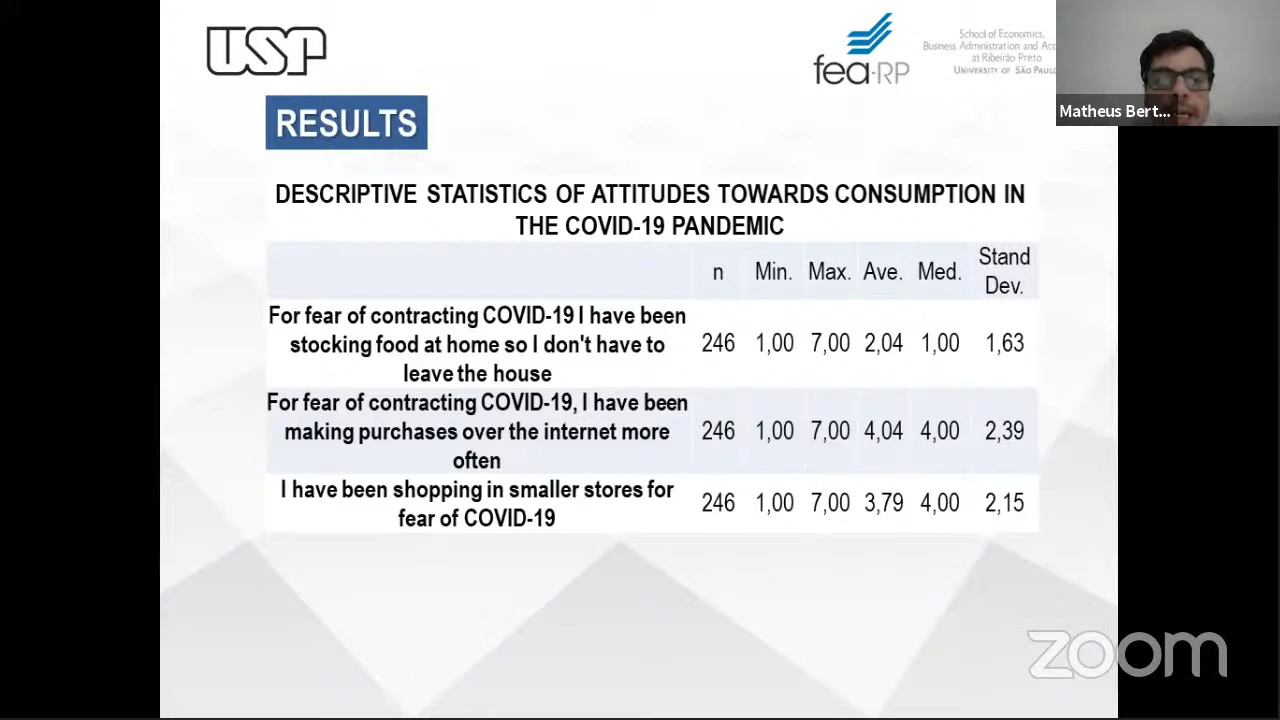 USP
fea-RP
School of Economics,
Business Administration and Acc
at Ribeirão Preto
UNIVERSITY OF SÃO PAULO
Matheus Bert...
RESULTS
DESCRIPTIVE STATISTICS OF ATTITUDES TOWARDS CONSUMPTION IN
THE COVID-19 PANDEMIC
n Min. Max. Ave. Med. Stand
Dev.
For fear of contracting COVID-19 I have been
stocking food at home so I don't have to
leave the house
246 1,00 7,00 2,04 1,00 1,63
For fear of contracting COVID-19, I have been
making purchases over the internet more
often
246 1,00 7,00 4,04 4,00 2,39
I have been shopping in smaller stores for
fear of COVID-19
246 1,00 7,00 3,79 4,00 2,15
zoom